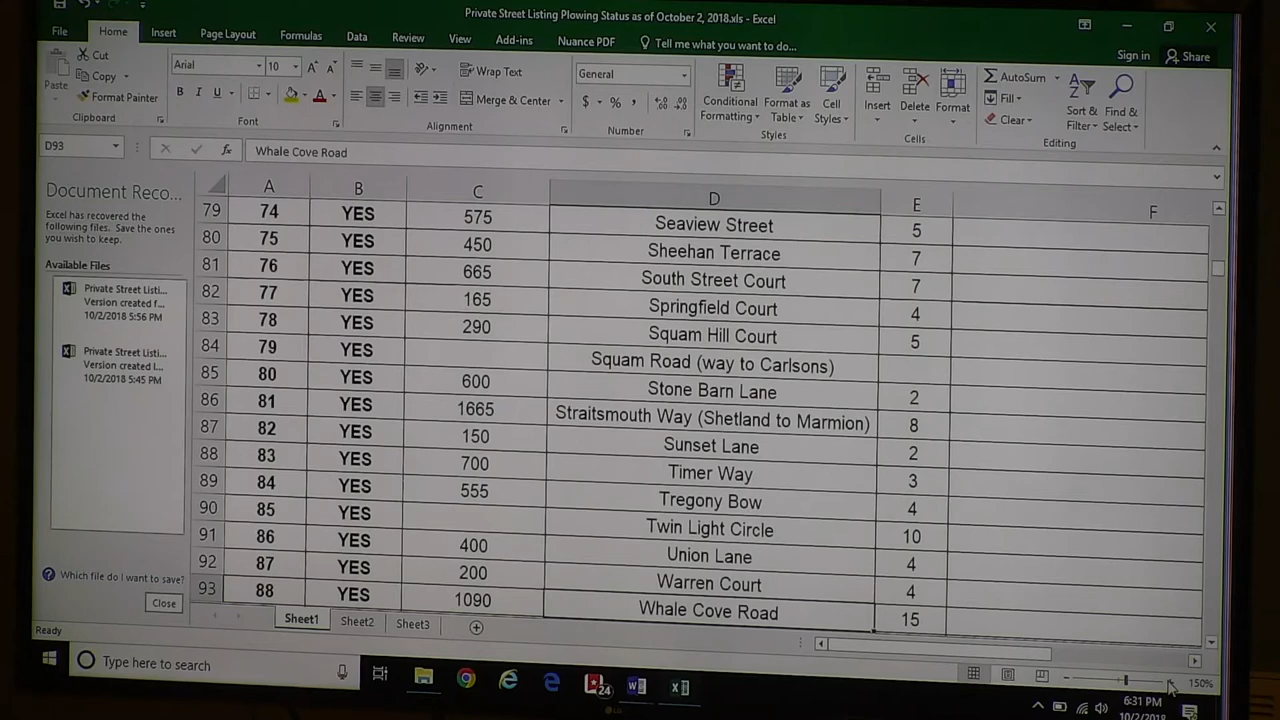 Private Street Listing Plowing Status as of October 2, 2018.xls - Excel
File Home Insert Page Layout Formulas Data Review View Add-ins Nuance PDF Tell me what you want to do... Sign in Share
Cut
Copy
Format Painter
Paste
Clipboard
Arial 10 A A
B I U A
Font
Wrap Text
Merge & Center
Alignment
General
$ % , .00 .00
Number
Conditional Formatting
Format as Table
Cell Styles
Styles
Insert Delete Format
Cells
AutoSum
Fill
Clear
Sort & Filter
Find & Select
Editing
D93 fx Whale Cove Road
Document Reco...
Excel has recovered the
following files. Save the ones
you wish to keep.
Available Files
Private Street Listi...
Version created f...
10/2/2018 5:56 PM
Private Street Listi...
Version created l...
10/2/2018 5:45 PM
Which file do I want to save?
Close
A B C D E F
79 74 YES 575 Seaview Street 5
80 75 YES 450 Sheehan Terrace 7
81 76 YES 665 South Street Court 7
82 77 YES 165 Springfield Court 4
83 78 YES 290 Squam Hill Court 5
84 79 YES Squam Road (way to Carlsons)
85 80 YES 600 Stone Barn Lane 2
86 81 YES 1665 Straitsmouth Way (Shetland to Marmion) 8
87 82 YES 150 Sunset Lane 2
88 83 YES 700 Timer Way 3
89 84 YES 555 Tregony Bow 4
90 85 YES Twin Light Circle 10
91 86 YES 400 Union Lane 4
92 87 YES 200 Warren Court 4
93 88 YES 1090 Whale Cove Road 15
Sheet1 Sheet2 Sheet3
Ready 150%
Type here to search
24
6:31 PM
10/2/2018
LG